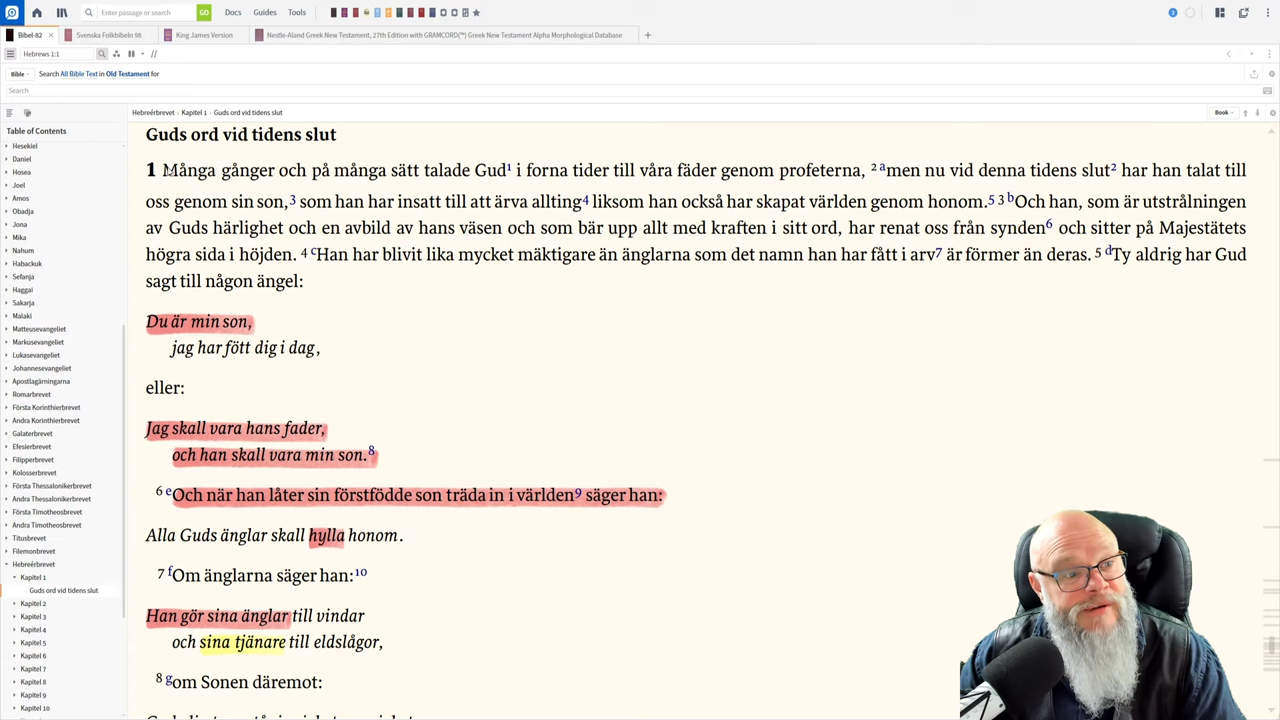 Enter passage or search
GO
Docs
Guides
Tools
2
Bibel-82
Svenska Folkbibeln 98
King James Version
Nestle-Aland Greek New Testament, 27th Edition with GRAMCORD(™) Greek New Testament Alpha Morphological Database
Hebrews 1:1
Bible
Search All Bible Text in Old Testament for
Search
Hebreérbrevet › Kapitel 1 › Guds ord vid tidens slut
Book
Table of Contents
Hesekiel
Daniel
Hosea
Joel
Amos
Obadja
Jona
Mika
Nahum
Habackuk
Sefanja
Haggai
Sakarja
Malaki
Matteusevangeliet
Markusevangeliet
Lukasevangeliet
Johannesevangeliet
Apostlagärningarna
Romarbrevet
Första Korinthierbrevet
Andra Korinthierbrevet
Galaterbrevet
Efesierbrevet
Filipperbrevet
Kolosserbrevet
Första Thessalonikerbrevet
Andra Thessalonikerbrevet
Första Timotheosbrevet
Andra Timotheosbrevet
Titusbrevet
Filemonbrevet
Hebreérbrevet
Kapitel 1
Guds ord vid tidens slut
Kapitel 2
Kapitel 3
Kapitel 4
Kapitel 5
Kapitel 6
Kapitel 7
Kapitel 8
Kapitel 9
Kapitel 10
Guds ord vid tidens slut
1 Många gånger och på många sätt talade Gud1 i forna tider till våra fäder genom profeterna, 2 a men nu vid denna tidens slut2 har han talat till
oss genom sin son,3 som han har insatt till att ärva allting4 liksom han också har skapat världen genom honom.5 3 b Och han, som är utstrålningen
av Guds härlighet och en avbild av hans väsen och som bär upp allt med kraften i sitt ord, har renat oss från synden6 och sitter på Majestätets
högra sida i höjden. 4 c Han har blivit lika mycket mäktigare än änglarna som det namn han har fått i arv7 är förmer än deras. 5 d Ty aldrig har Gud
sagt till någon ängel:
Du är min son,
jag har fött dig i dag,
eller:
Jag skall vara hans fader,
och han skall vara min son.8
6 e Och när han låter sin förstfödde son träda in i världen9 säger han:
Alla Guds änglar skall hylla honom.
7 f Om änglarna säger han:10
Han gör sina änglar till vindar
och sina tjänare till eldslågor,
8 g om Sonen däremot: